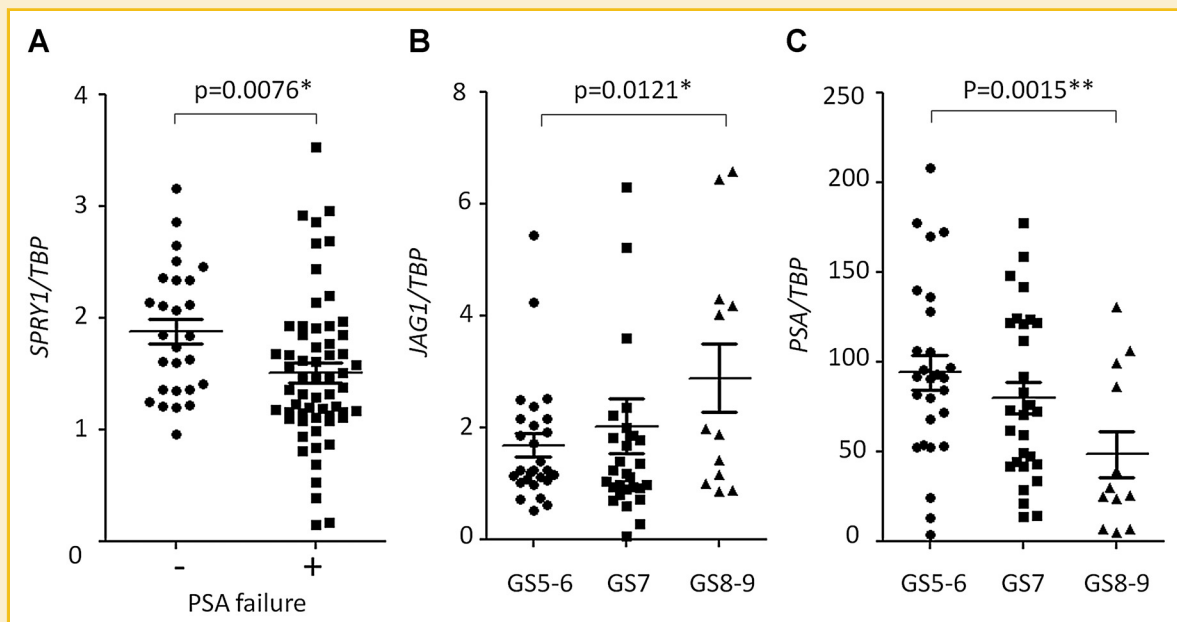 A
p=0.0076*
SPRY1/TBP
4
3
2
1
0
- +
PSA failure
B
p=0.0121*
JAG1/TBP
8
6
4
2
0
GS5-6 GS7 GS8-9
C
P=0.0015**
PSA/TBP
250
200
150
100
50
0
GS5-6 GS7 GS8-9